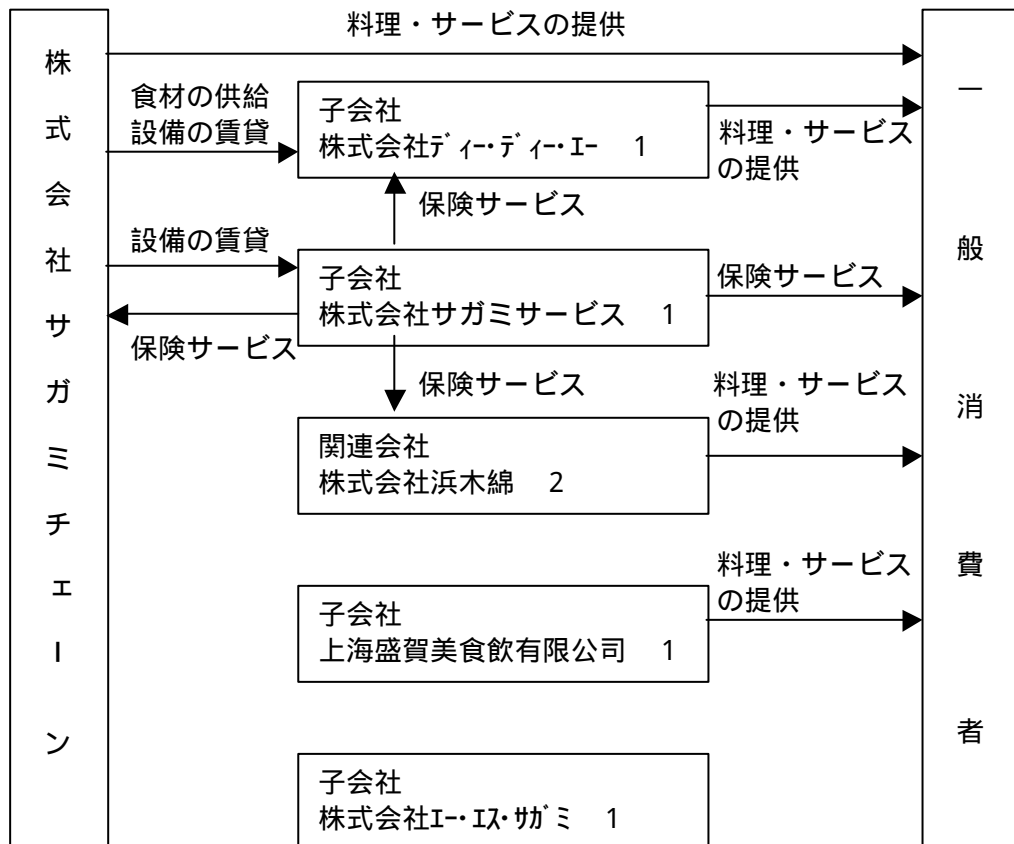 株式会社サガミチェーン
料理・サービスの提供
食材の供給
設備の賃貸
子会社
株式会社ディー・ディー・エー 1
料理・サービス
の提供
保険サービス
設備の賃貸
子会社
株式会社サガミサービス 1
保険サービス
保険サービス
保険サービス
関連会社
株式会社浜木綿 2
料理・サービス
の提供
子会社
上海盛賀美食飲有限公司 1
料理・サービス
の提供
子会社
株式会社エー・エス・サガミ 1
一般消費者